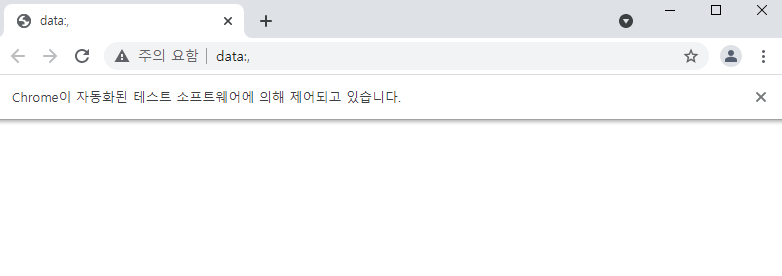 data:,
주의 요함 data:,
Chrome이 자동화된 테스트 소프트웨어에 의해 제어되고 있습니다.